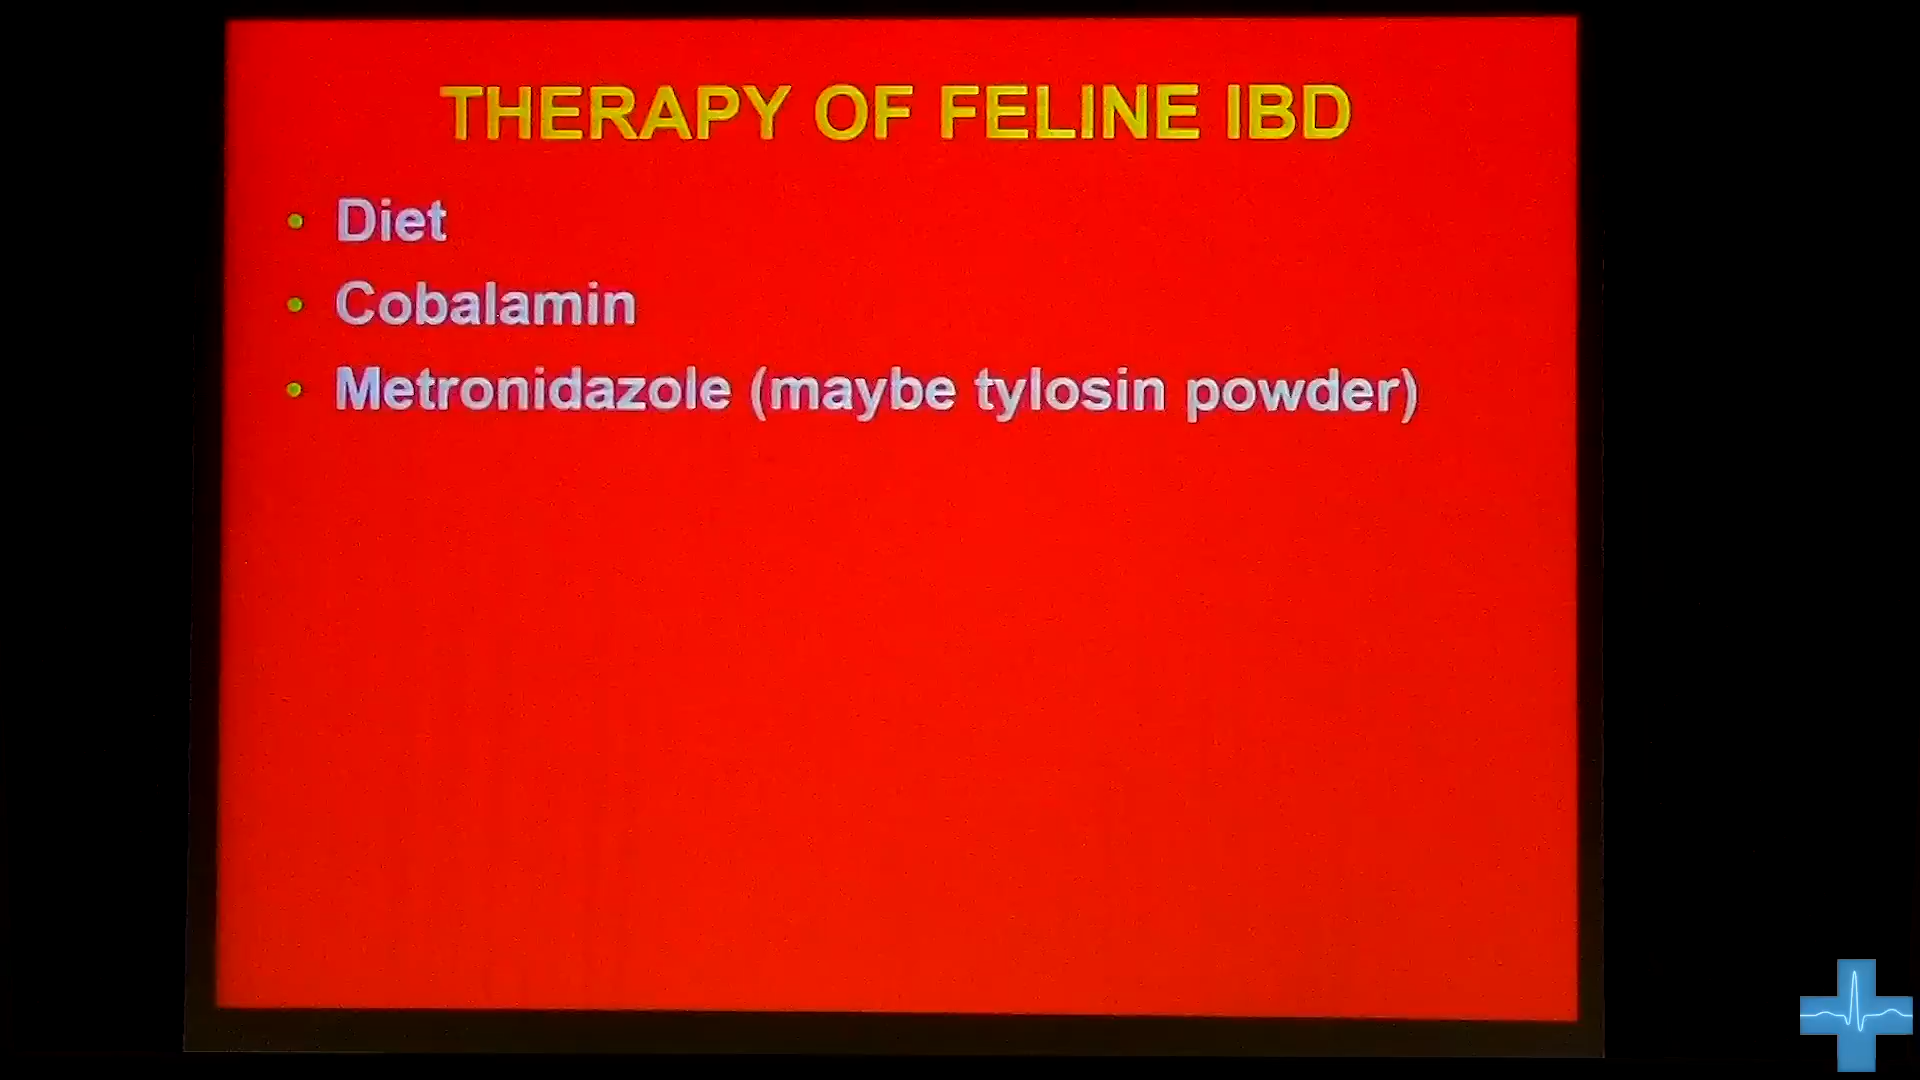 THERAPY OF FELINE IBD
• Diet
• Cobalamin
• Metronidazole (maybe tylosin powder)